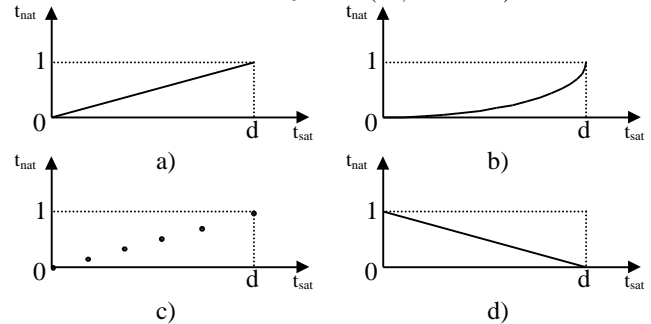 t_nat t_nat
1 1
0 0
d t_sat d t_sat
a) b)
t_nat t_nat
1 1
0 0
d t_sat d t_sat
c) d)